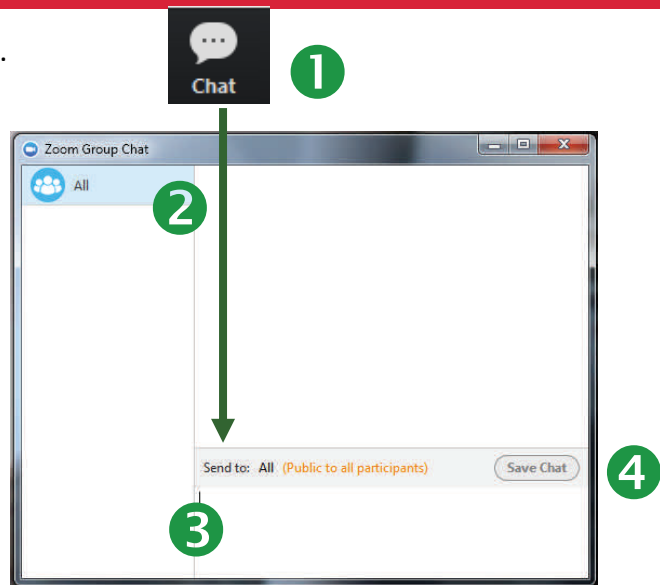 .
Chat
1
Zoom Group Chat
All
2
Send to: All (Public to all participants)
Save Chat
4
3